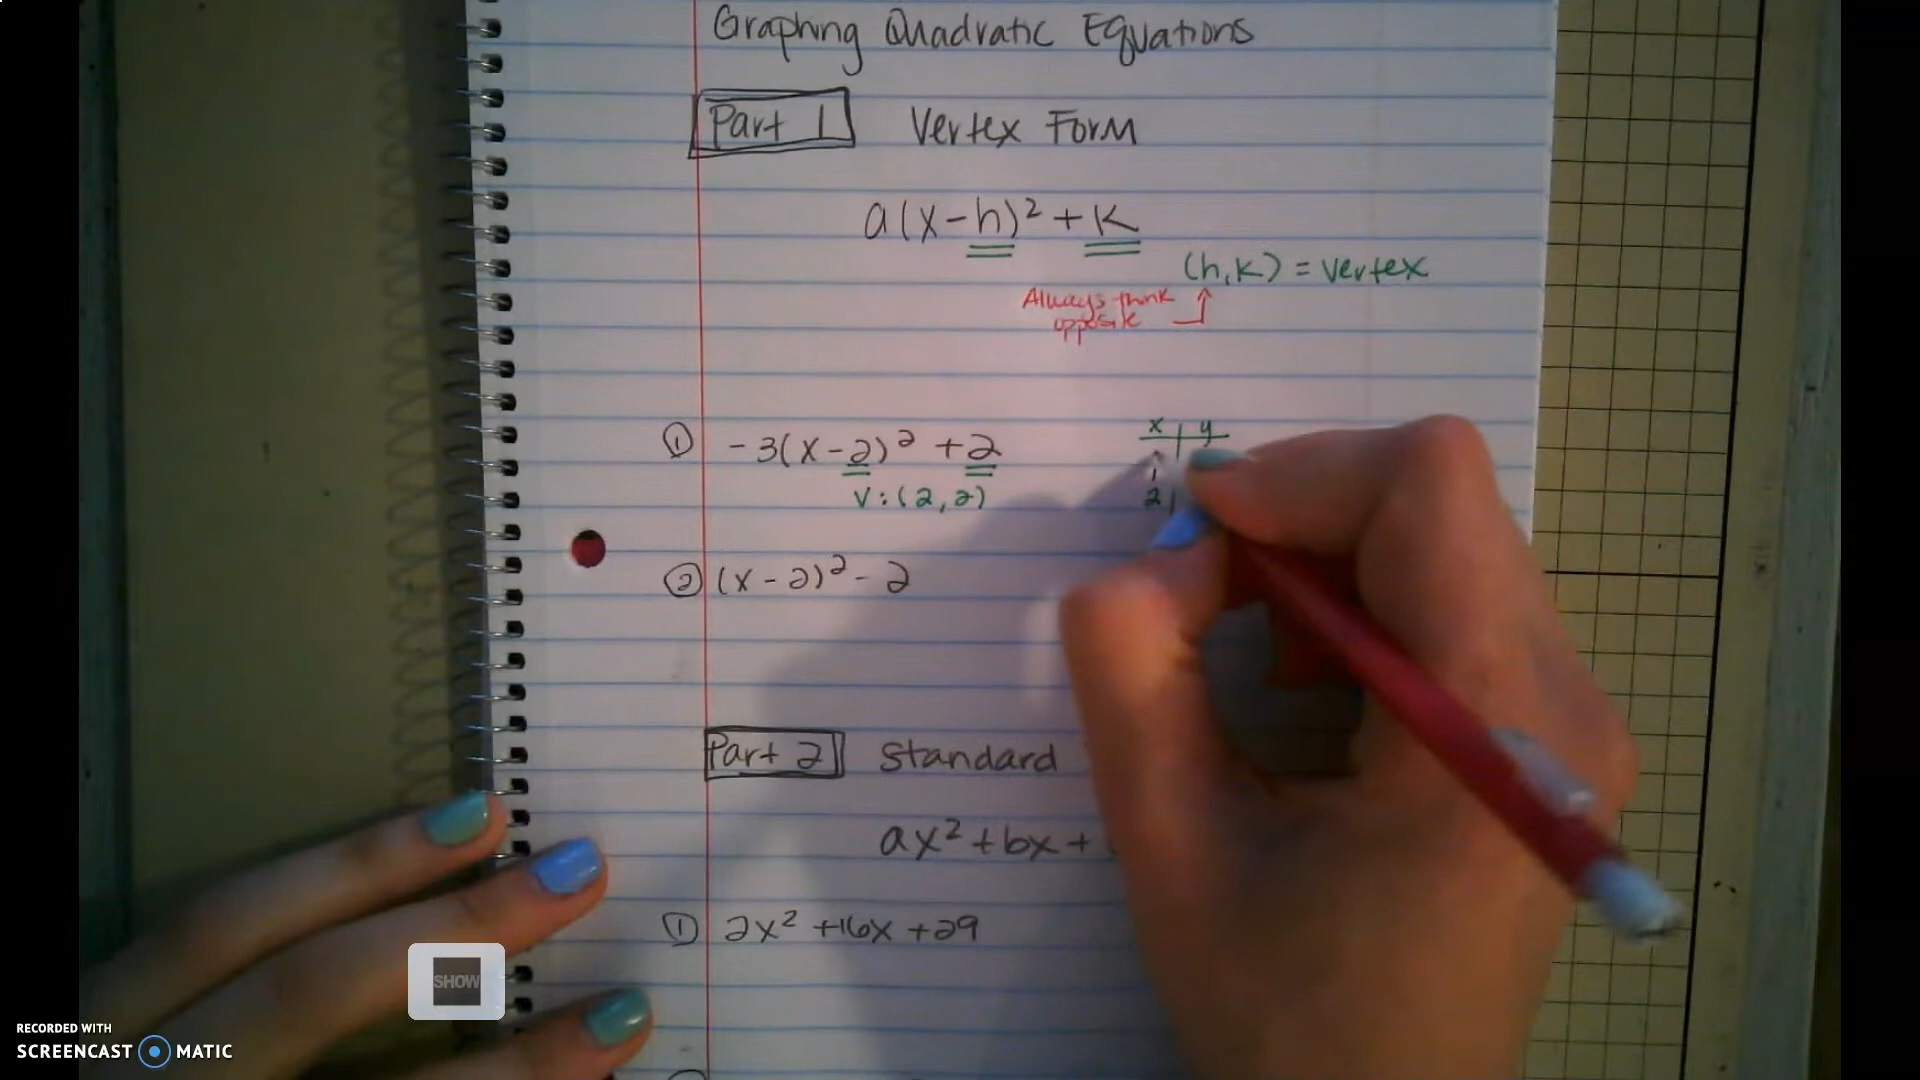 Graphing Quadratic Equations
Part 1 Vertex Form
a(x-h)² + k
(h,k) = vertex
Always think
opposite
① -3(x-2)² +2
x y
1
V:(2,2)
2
② (x-2)² - 2
Part 2 Standard
ax² + bx +
① 2x² +16x +29
SHOW
RECORDED WITH
SCREENCAST MATIC